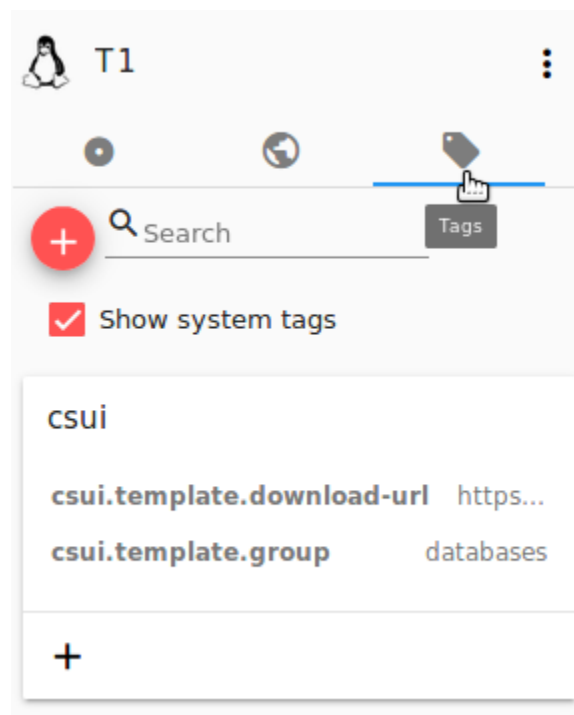 T1
Search
Tags
Show system tags
csui
csui.template.download-url https...
csui.template.group databases